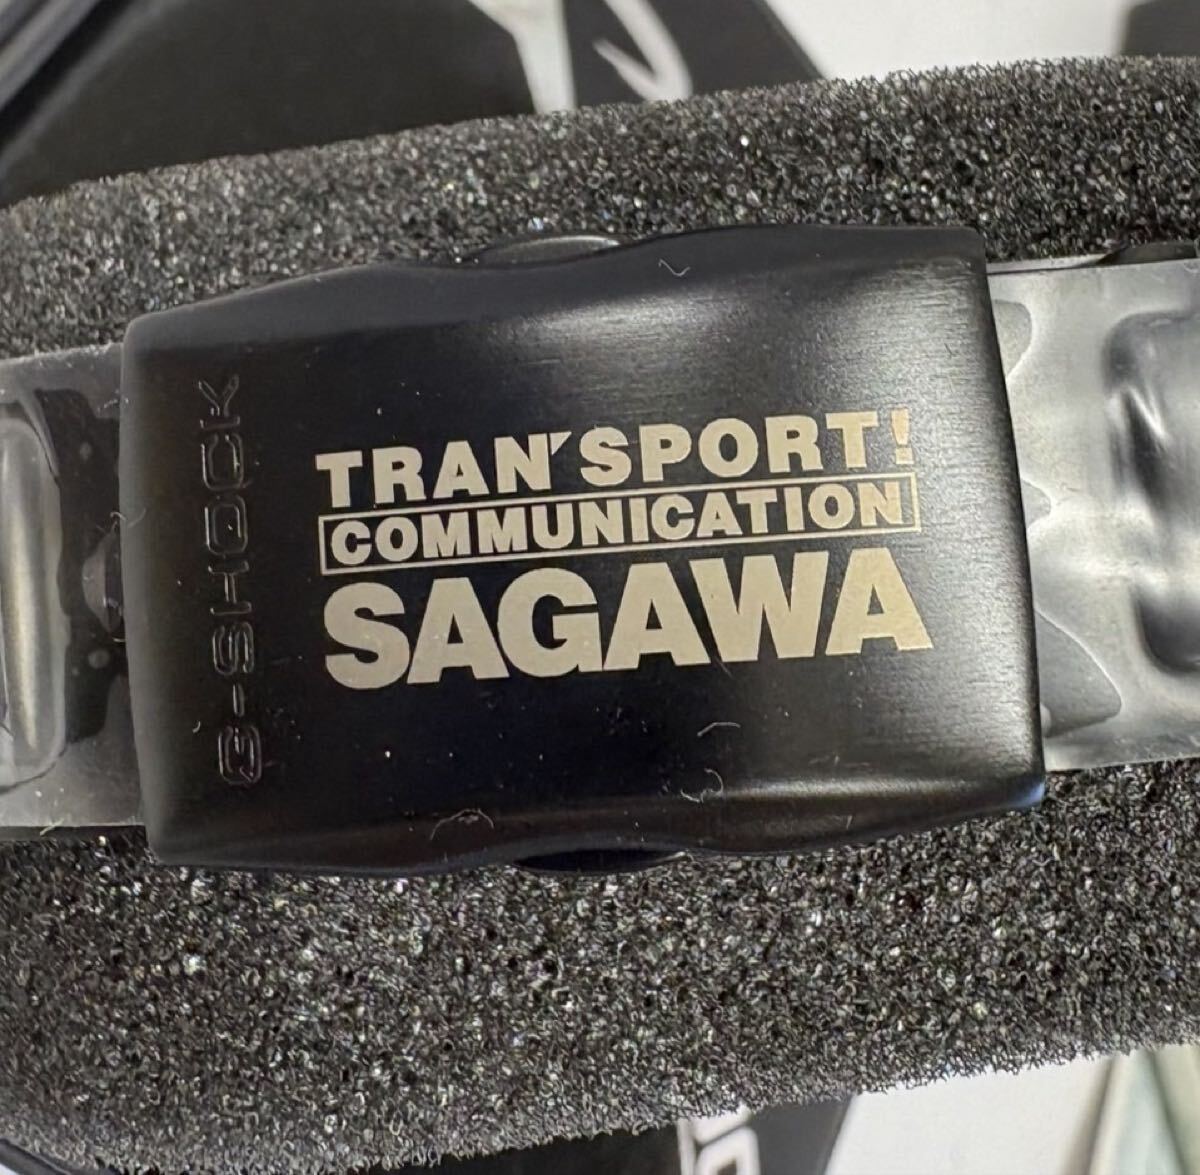 G-SHOCK
TRAN'SPORT!
COMMUNICATION
SAGAWA